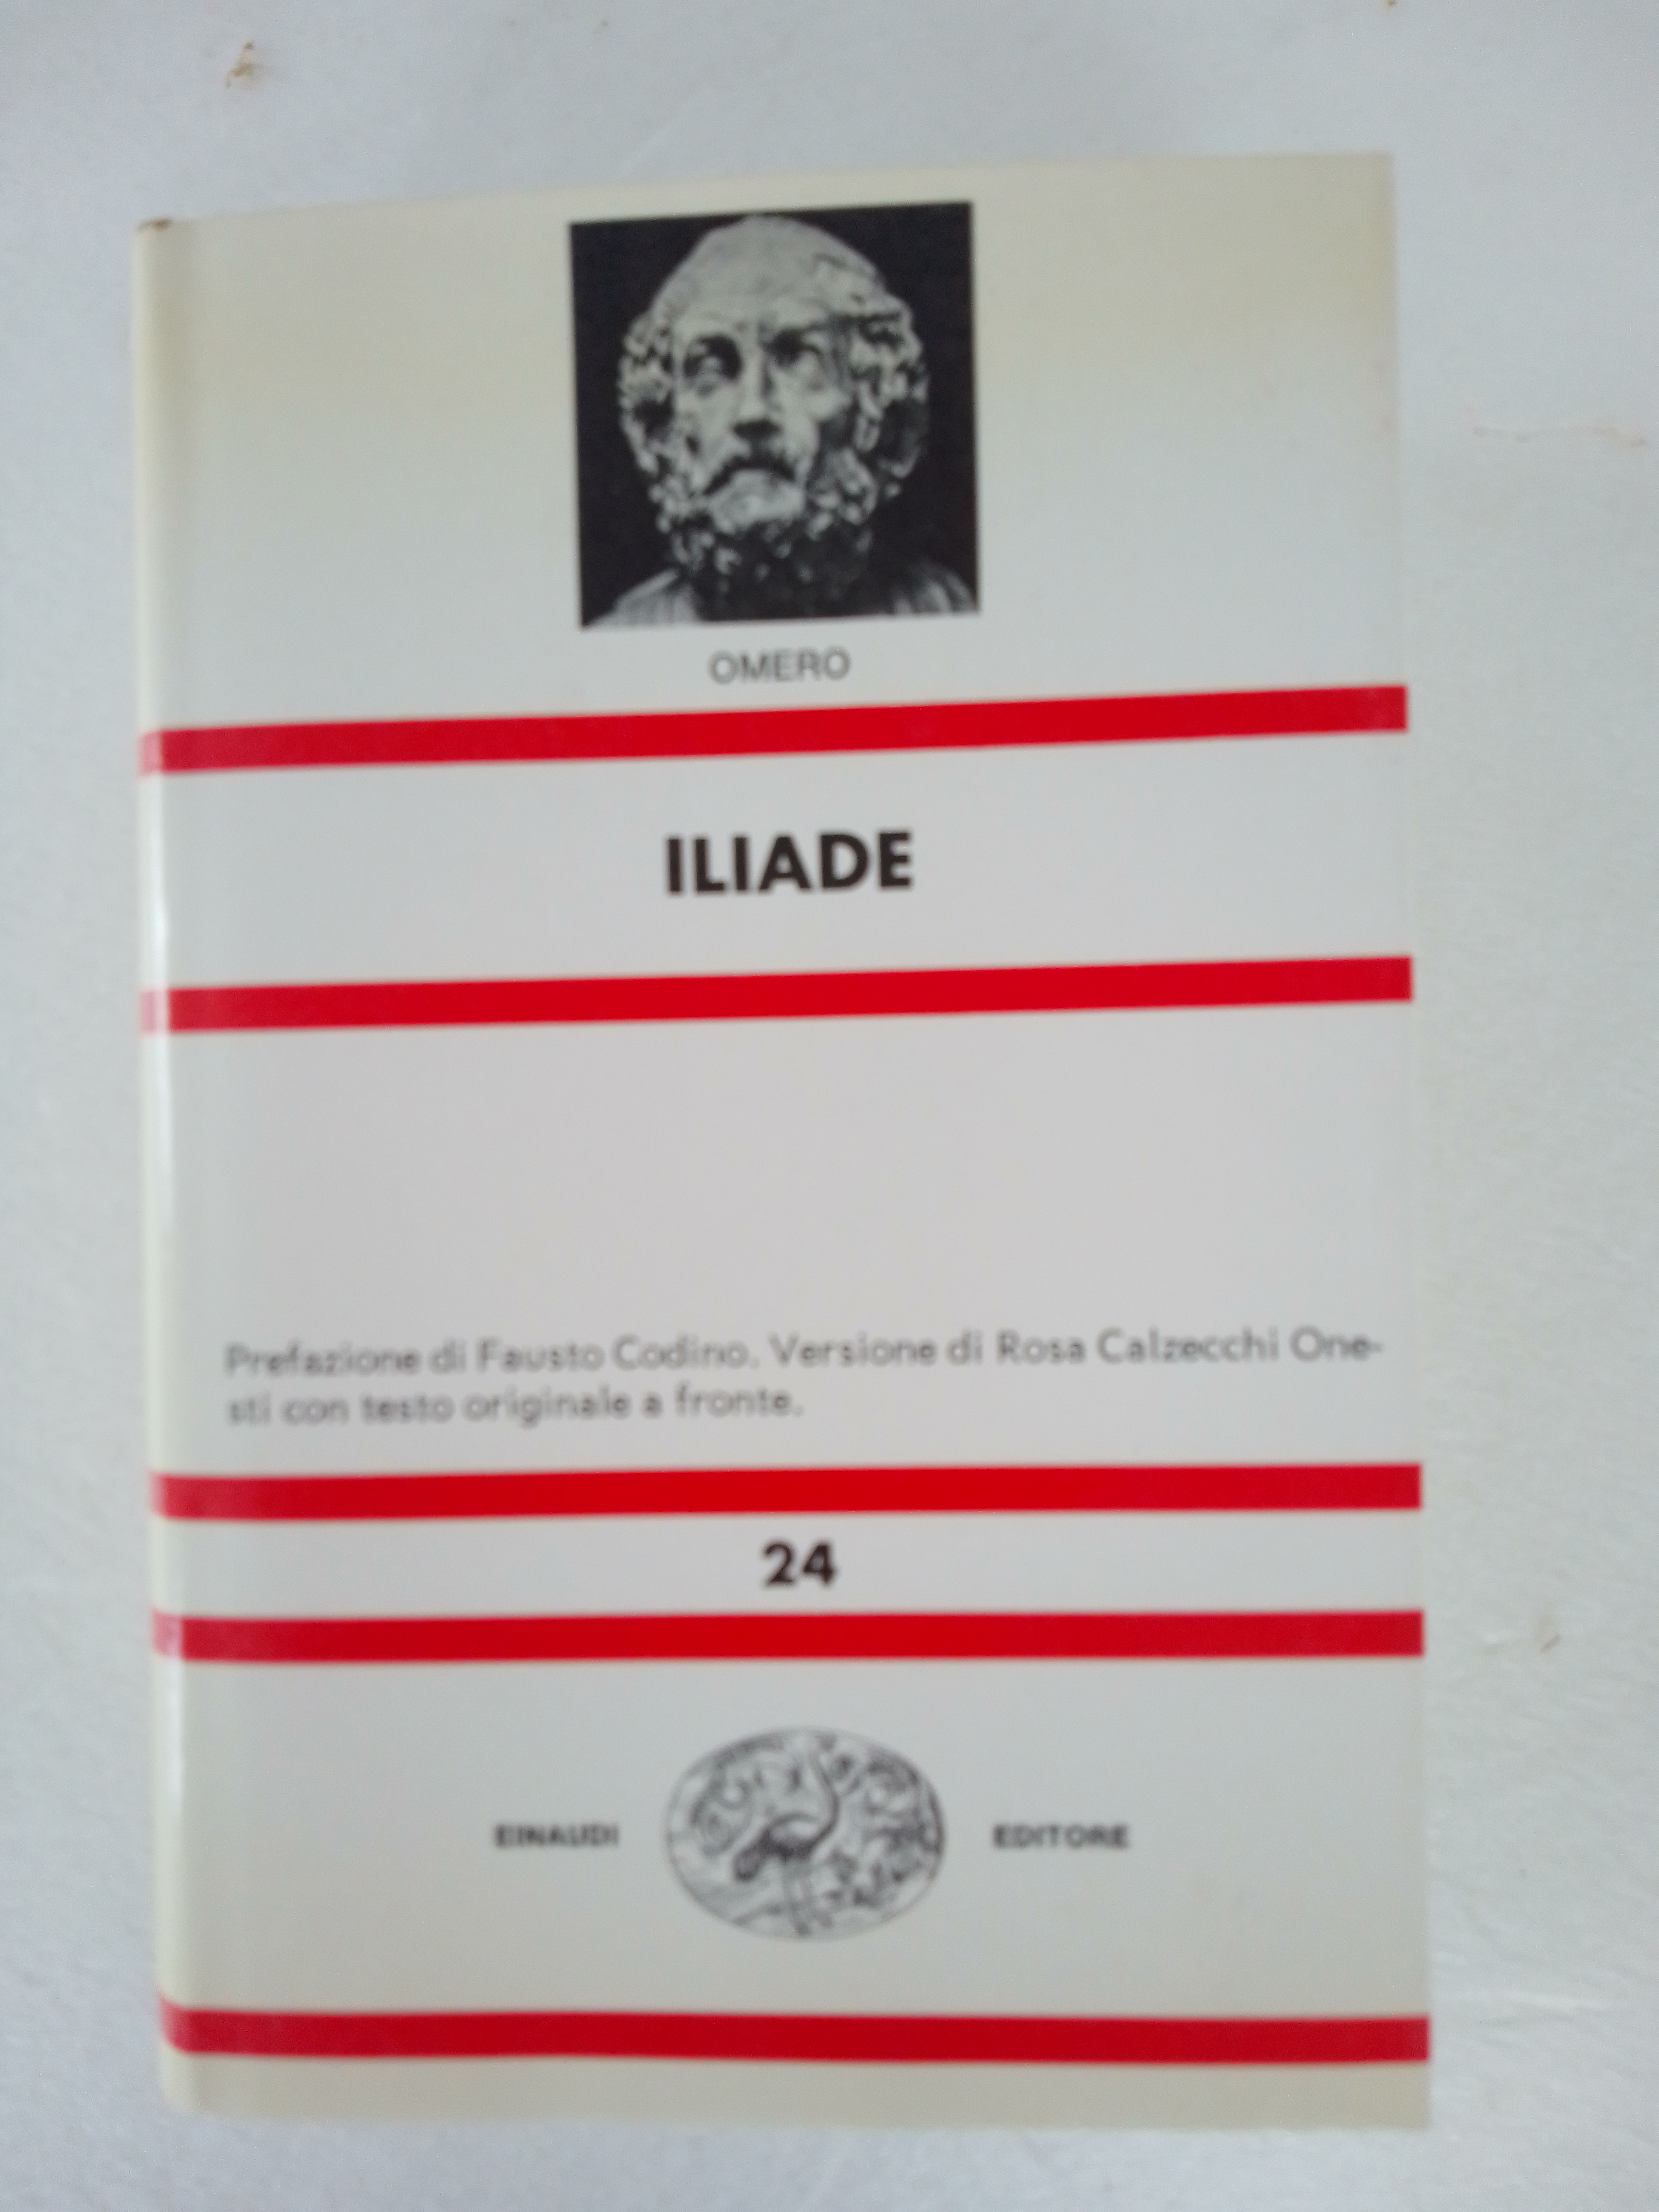 OMERO
ILIADE
Prefazione di Fausto Codino. Versione di Rosa Calzecchi One-
sti con testo originale a fronte.
24
EINAUDI EDITORE